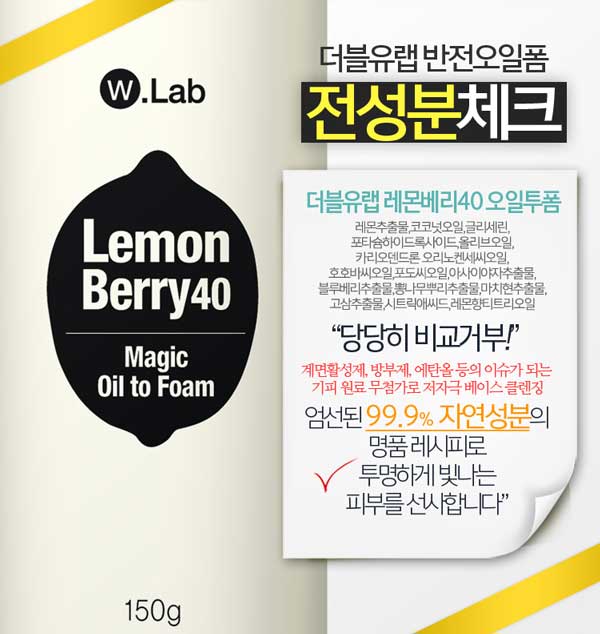 W.Lab
Lemon
Berry40
Magic
Oil to Foam
150g
더블유랩 반전오일폼
전성분체크
더블유랩 레몬베리40 오일투폼
레몬추출물,코코넛오일,글리세린,
포타슘하이드록사이드,올리브오일,
카리오덴드론 오리노켄세씨오일,
호호바씨오일,포도씨오일,아사이야자추출물,
블루베리추출물,뽕나무뿌리추출물,마치현추출물,
고삼추출물,시트릭애씨드,레몬향티트리오일
“당당히 비교거부!”
계면활성제, 방부제, 에탄올 등의 이슈가 되는
기피 원료 무첨가로 저자극 베이스 클렌징
엄선된 99.9% 자연성분의
명품 레시피로
투명하게 빛나는
피부를 선사합니다”